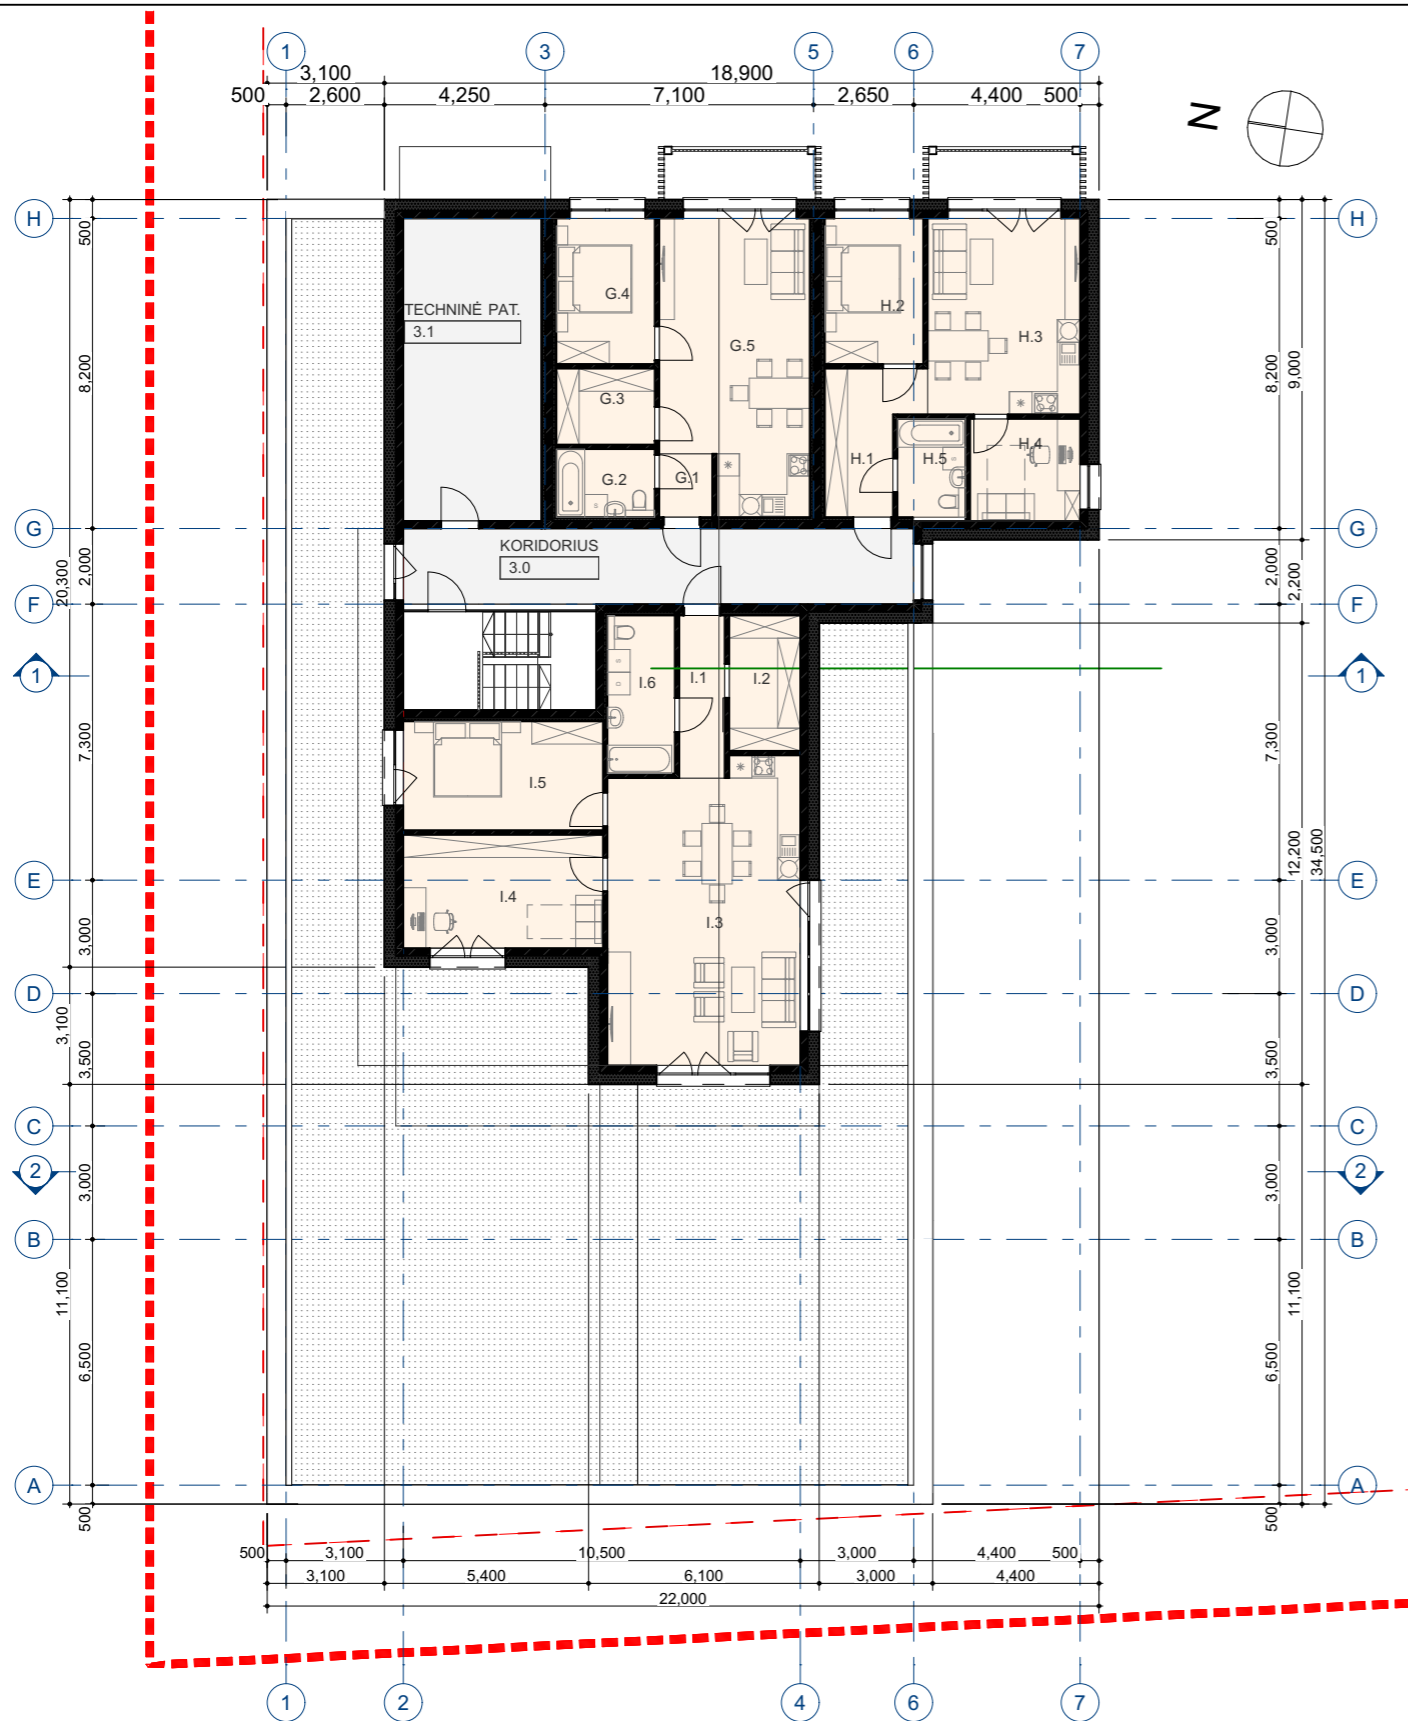 1 3 5 6 7
3,100 18,900
500 2,600 4,250 7,100 2,650 4,400 500
N
H H
500 500
G.4 H.2
TECHNINĖ PAT.
3.1
G.5 H.3
8,200 8,200 9,000
G.3
H.1 H.5 H.4
G.2 G.1
G G
KORIDORIUS
3.0
20,300 2,000 2,000 2,200
F F
1 I.6 I.1 I.2 1
7,300 7,300
I.5
12,200 34,500
E E
I.4
I.3
3,000 3,000
D D
3,100 3,500 3,500
C C
2 2
3,000 3,000
B B
11,100 11,100
6,500 6,500
A A
500 500
500 3,100 10,500 3,000 4,400 500
3,100 5,400 6,100 3,000 4,400
22,000
1 2 4 6 7